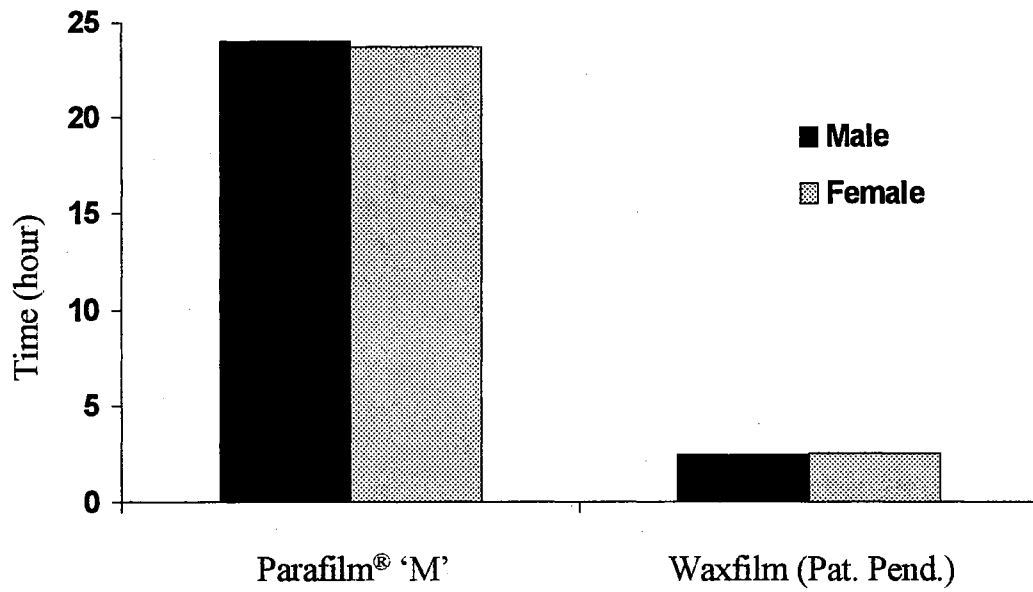 25
20
15
10
5
0
Time (hour)
Male
Female
Parafilm® ‘M’
Waxfilm (Pat. Pend.)